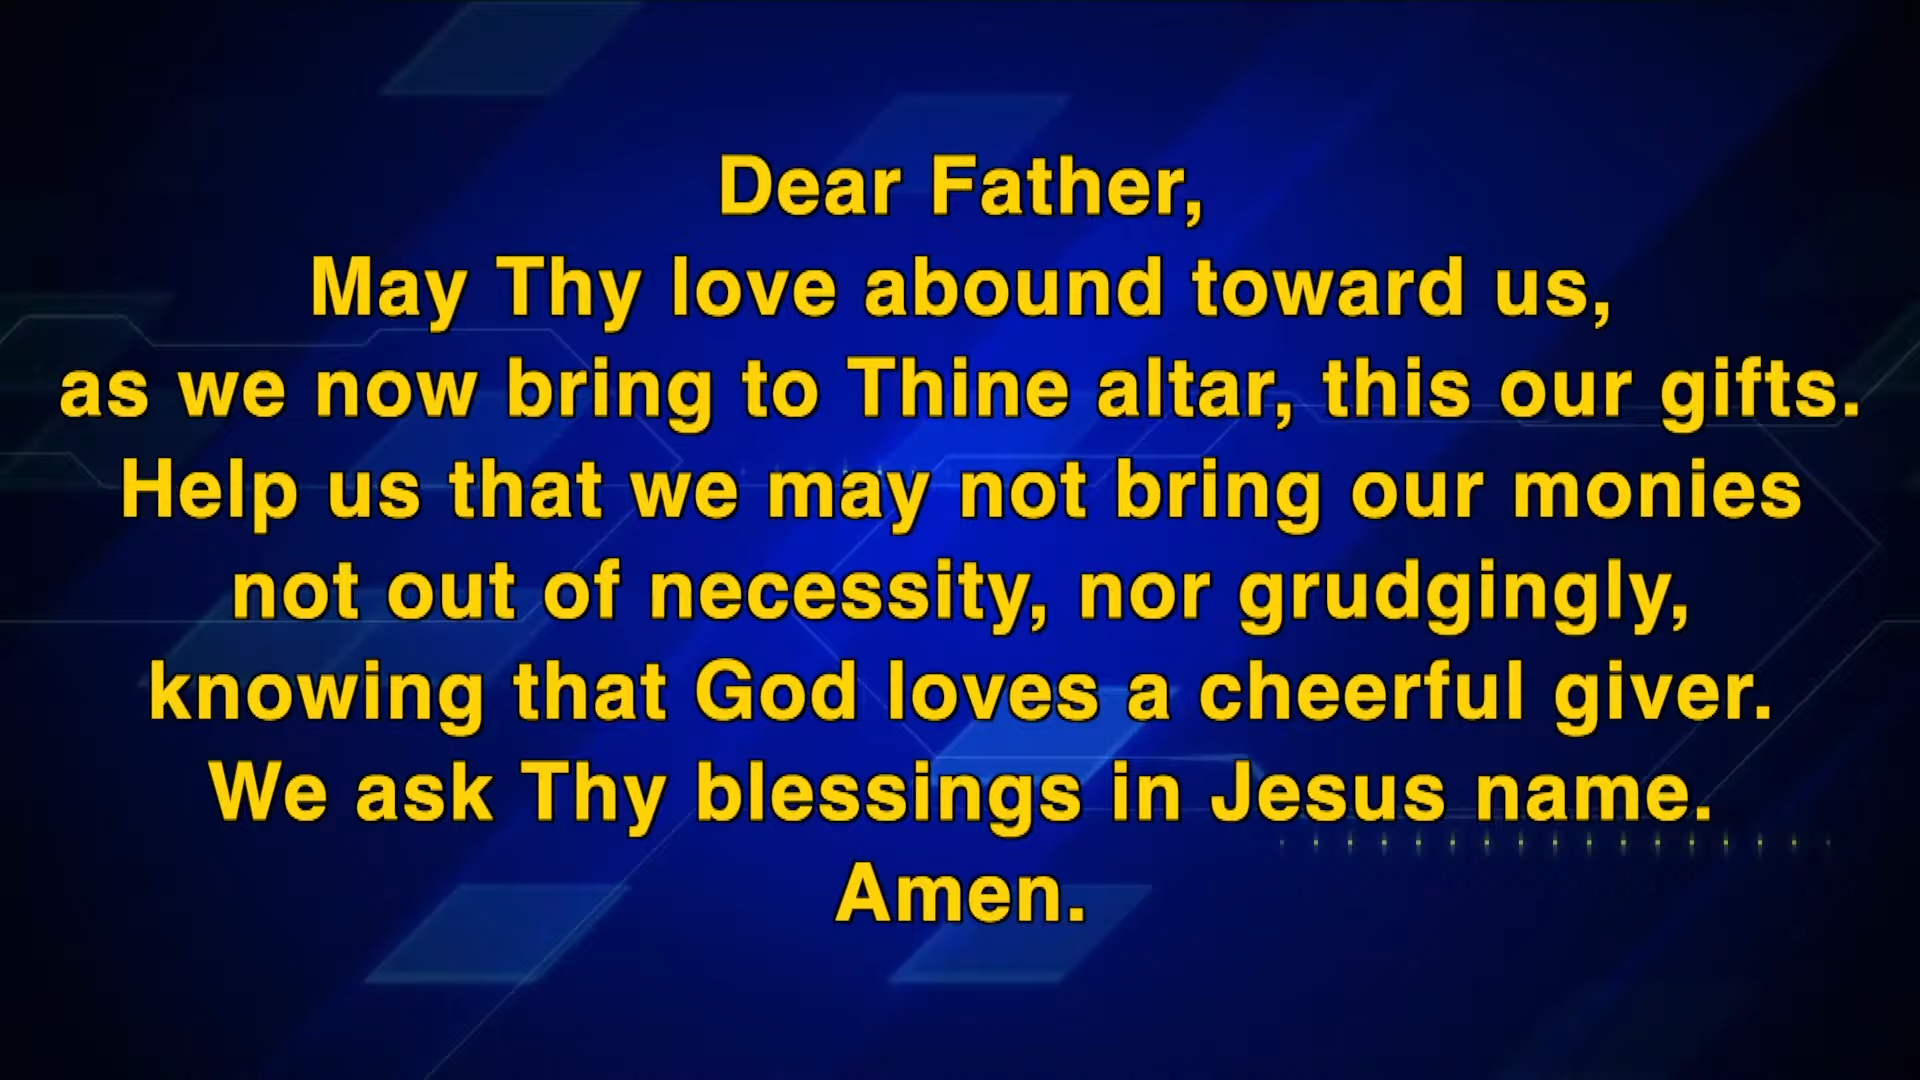 Dear Father,
May Thy love abound toward us,
as we now bring to Thine altar, this our gifts.
Help us that we may not bring our monies
not out of necessity, nor grudgingly,
knowing that God loves a cheerful giver.
We ask Thy blessings in Jesus name.
Amen.